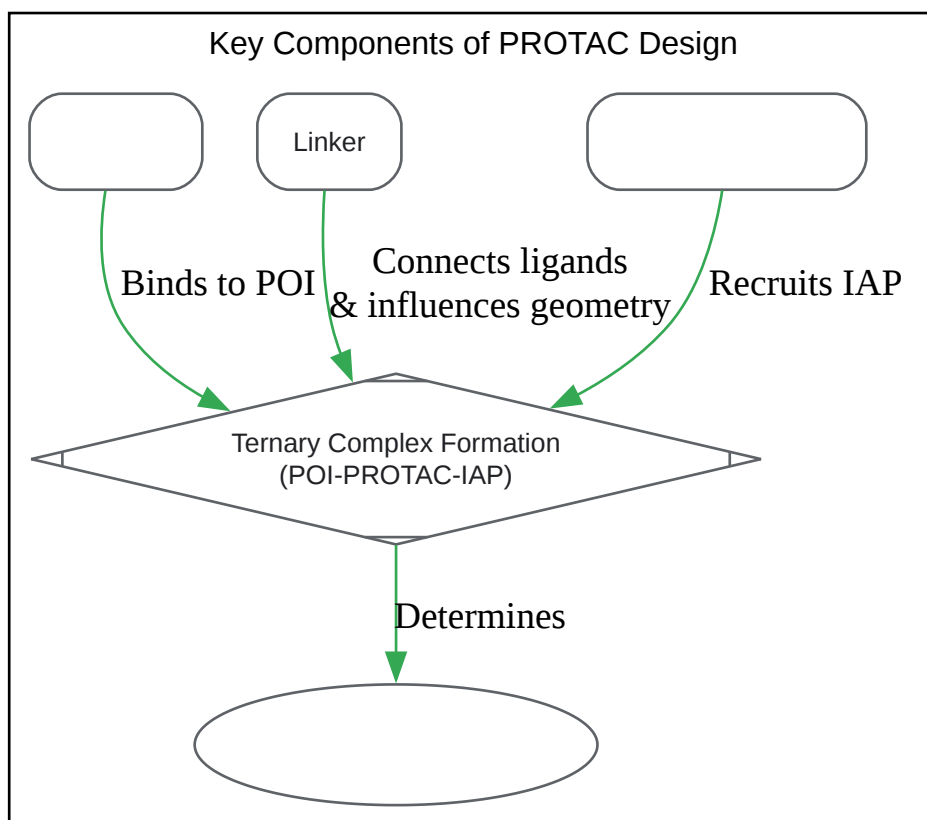 Key Components of PROTAC Design
Linker
Binds to POI
Connects ligands
& influences geometry
Recruits IAP
Ternary Complex Formation
(POI-PROTAC-IAP)
Determines